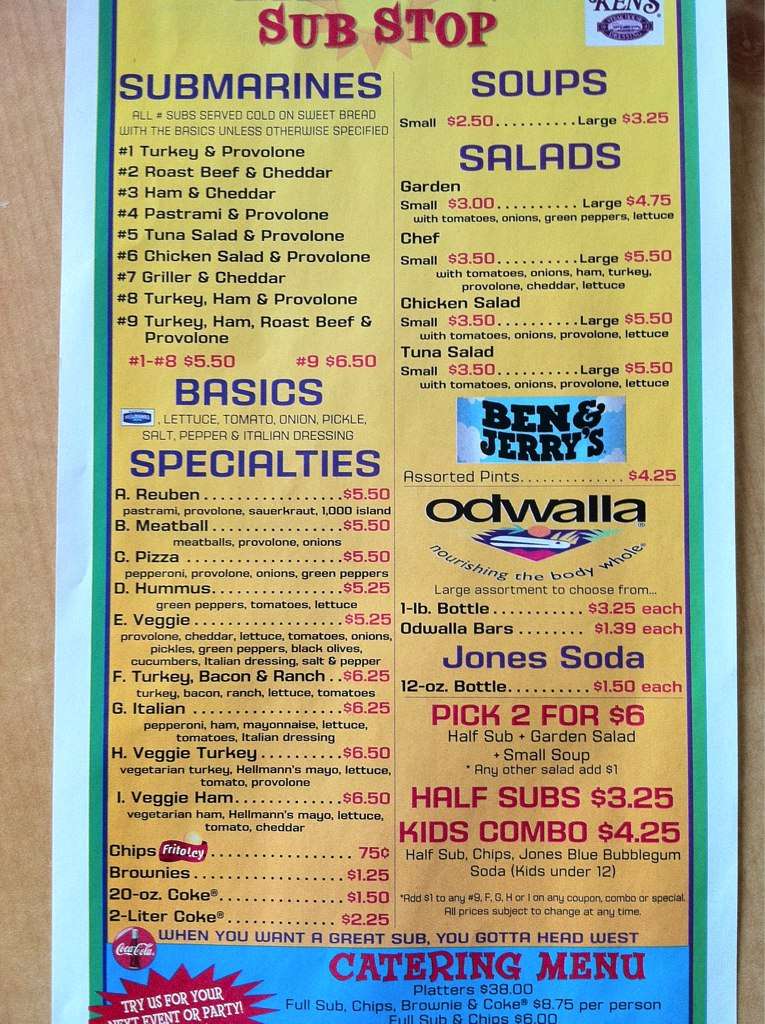 SUB STOP
KEN'S
SUBMARINES
ALL # SUBS SERVED COLD ON SWEET BREAD
WITH THE BASICS UNLESS OTHERWISE SPECIFIED
#1 Turkey & Provolone
#2 Roast Beef & Cheddar
#3 Ham & Cheddar
#4 Pastrami & Provolone
#5 Tuna Salad & Provolone
#6 Chicken Salad & Provolone
#7 Griller & Cheddar
#8 Turkey, Ham & Provolone
#9 Turkey, Ham, Roast Beef &
Provolone
#1-#8 $5.50 #9 $6.50
BASICS
, LETTUCE, TOMATO, ONION, PICKLE,
SALT, PEPPER & ITALIAN DRESSING
SPECIALTIES
A. Reuben.................$5.50
pastrami, provolone, sauerkraut, 1,000 island
B. Meatball................$5.50
meatballs, provolone, onions
C. Pizza ...................$5.50
pepperoni, provolone, onions, green peppers
D. Hummus................$5.25
green peppers, tomatoes, lettuce
E. Veggie...................$5.25
provolone, cheddar, lettuce, tomatoes, onions,
pickles, green peppers, black olives,
cucumbers, Italian dressing, salt & pepper
F. Turkey, Bacon & Ranch ..$6.25
turkey, bacon, ranch, lettuce, tomatoes
G. Italian ..................$6.25
pepperoni, ham, mayonnaise, lettuce,
tomatoes, Italian dressing
H. Veggie Turkey..........$6.50
vegetarian turkey, Hellmann's mayo, lettuce,
tomato, provolone
I. Veggie Ham.............$6.50
vegetarian ham, Hellmann's mayo, lettuce,
tomato, cheddar
Chips FritoLay .................. 75¢
Brownies...................$1.25
20-oz. Coke®...............$1.50
2-Liter Coke®..............$2.25
SOUPS
Small $2.50..........Large $3.25
SALADS
Garden
Small $3.00.......... Large $4.75
with tomatoes, onions, green peppers, lettuce
Chef
Small $3.50..........Large $5.50
with tomatoes, onions, ham, turkey,
provolone, cheddar, lettuce
Chicken Salad
Small $3.50..........Large $5.50
with tomatoes, onions, provolone, lettuce
Tuna Salad
Small $3.50..........Large $5.50
with tomatoes, onions, provolone, lettuce
BEN &
JERRY'S
Assorted Pints.............. $4.25
odwalla®
nourishing the body whole®
Large assortment to choose from...
1-lb. Bottle............$3.25 each
Odwalla Bars ........ $1.39 each
Jones Soda
12-oz. Bottle..........$1.50 each
PICK 2 FOR $6
Half Sub + Garden Salad
+ Small Soup
* Any other salad add $1
HALF SUBS $3.25
KIDS COMBO $4.25
Half Sub, Chips, Jones Blue Bubblegum
Soda (Kids under 12)
*Add $1 to any #9, F, G, H or I on any coupon, combo or special.
All prices subject to change at any time.
Coca-Cola
WHEN YOU WANT A GREAT SUB, YOU GOTTA HEAD WEST
CATERING MENU
Platters $38.00
Full Sub, Chips, Brownie & Coke® $8.75 per person
Full Sub & Chips $6.00
TRY US FOR YOUR
NEXT EVENT OR PARTY!